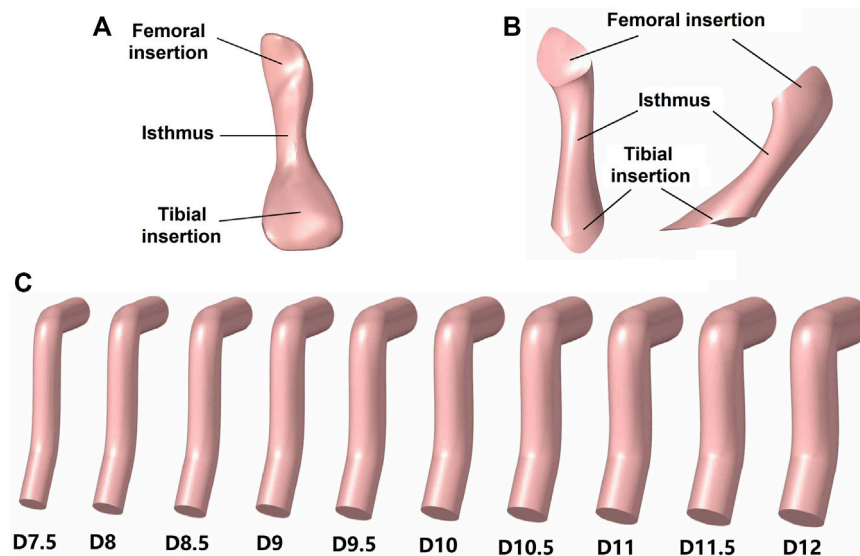 A
Femoral
insertion
Isthmus
Tibial
insertion
B
Femoral insertion
Isthmus
Tibial
insertion
C
D7.5 D8 D8.5 D9 D9.5 D10 D10.5 D11 D11.5 D12